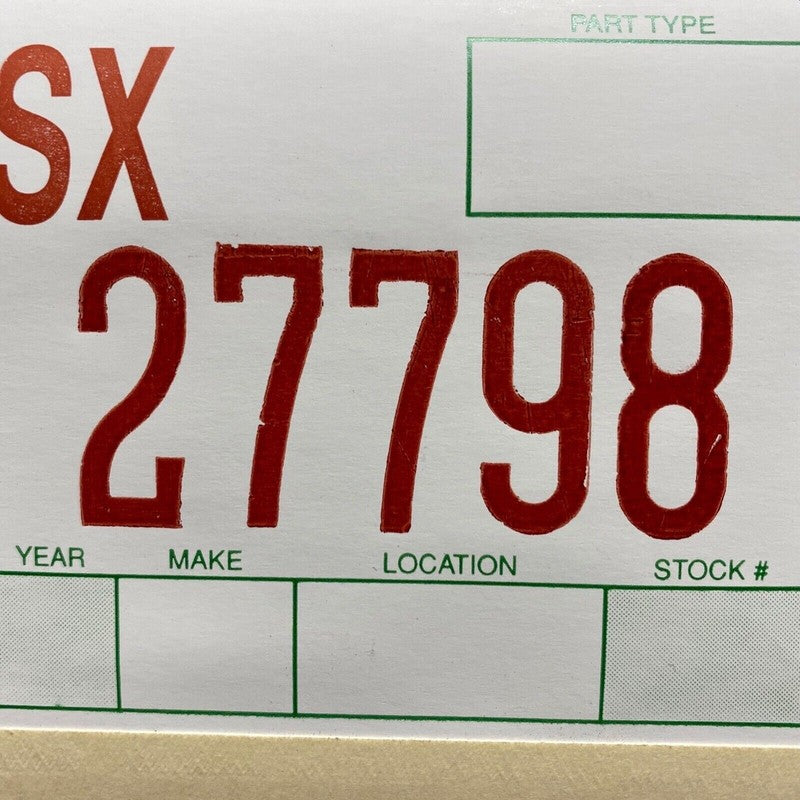 PART TYPE
SX
27798
YEAR MAKE LOCATION STOCK #